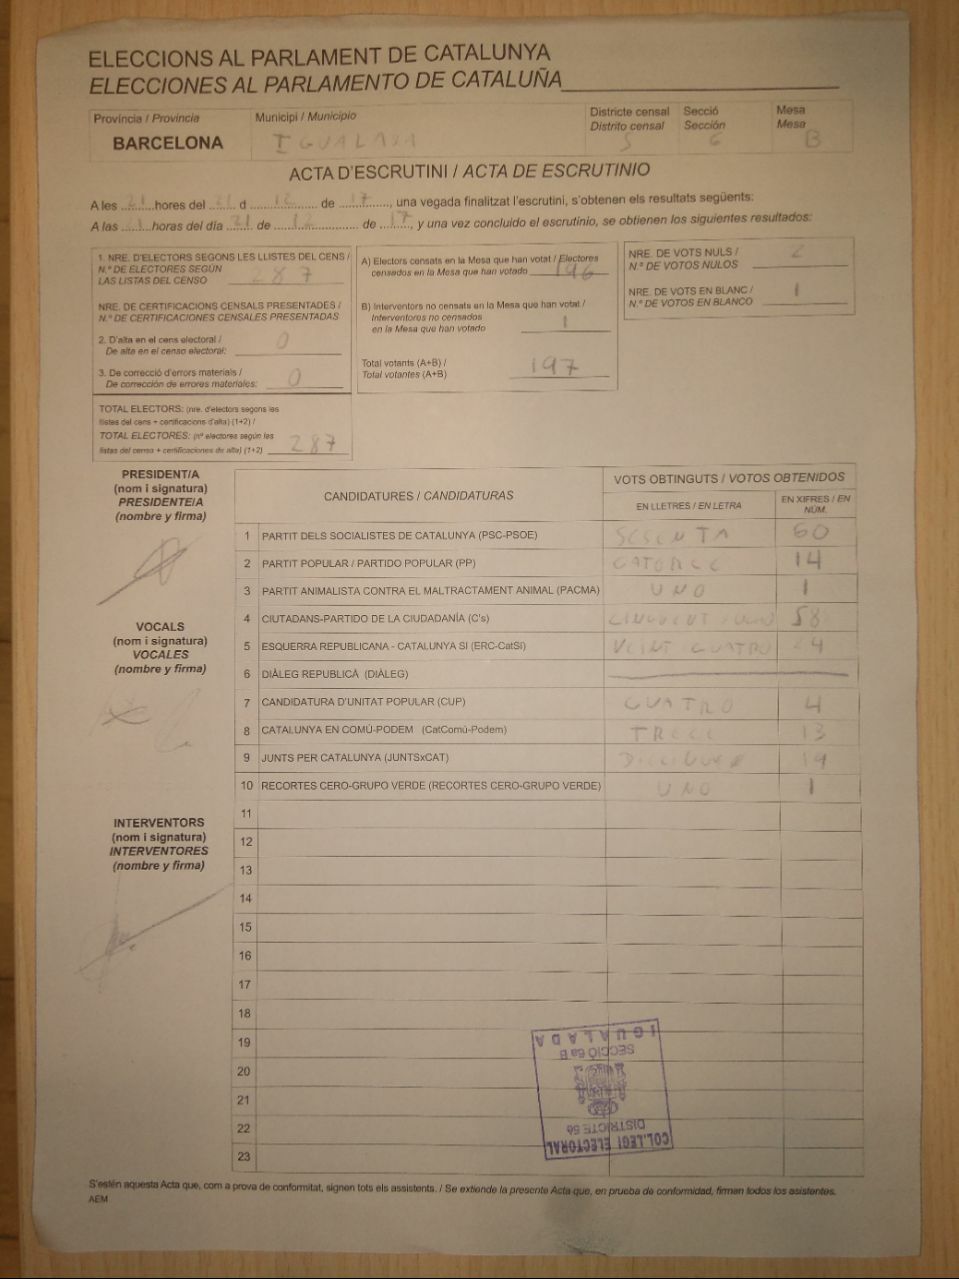 ELECCIONS AL PARLAMENT DE CATALUNYA
ELECCIONES AL PARLAMENTO DE CATALUÑA
Província / Provincia
BARCELONA
Municipi / Municipio
IGUALADA
Districte censal
Distrito censal
5
Secció
Sección
6
Mesa
Mesa
B
ACTA D'ESCRUTINI / ACTA DE ESCRUTINIO
A les 21 hores del 21 d 12 de 17, una vegada finalitzat l'escrutini, s'obtenen els resultats següents:
A las 21 horas del día 21 de 12 de 17, y una vez concluido el escrutinio, se obtienen los siguientes resultados:
1. NRE. D'ELECTORS SEGONS LES LLISTES DEL CENS /
N.º DE ELECTORES SEGÚN
LAS LISTAS DEL CENSO 287
NRE. DE CERTIFICACIONS CENSALS PRESENTADES /
N.º DE CERTIFICACIONES CENSALES PRESENTADAS
2. D'alta en el cens electoral /
De alta en el censo electoral: 0
3. De correcció d'errors materials /
De corrección de errores materiales: 0
TOTAL ELECTORS: (nre. d'electors segons les
llistes del cens + certificacions d'alta) (1+2) /
TOTAL ELECTORES: (nº electores según les
listas del censo + certificaciones de alta) (1+2) 287
A) Electors censats en la Mesa que han votat / Electores
censados en la Mesa que han votado 196
B) Interventors no censats en la Mesa que han votat /
Interventores no censados
en la Mesa que han votado 1
Total votants (A+B) /
Total votantes (A+B) 197
NRE. DE VOTS NULS /
N.º DE VOTOS NULOS 2
NRE. DE VOTS EN BLANC /
N.º DE VOTOS EN BLANCO 1
PRESIDENT/A
(nom i signatura)
PRESIDENTE/A
(nombre y firma)
VOCALS
(nom i signatura)
VOCALES
(nombre y firma)
INTERVENTORS
(nom i signatura)
INTERVENTORES
(nombre y firma)
CANDIDATURES / CANDIDATURAS
VOTS OBTINGUTS / VOTOS OBTENIDOS
EN LLETRES / EN LETRA
EN XIFRES / EN NÚM.
1 PARTIT DELS SOCIALISTES DE CATALUNYA (PSC-PSOE) SESENTA 60
2 PARTIT POPULAR / PARTIDO POPULAR (PP) CATORCE 14
3 PARTIT ANIMALISTA CONTRA EL MALTRACTAMENT ANIMAL (PACMA) UNO 1
4 CIUTADANS-PARTIDO DE LA CIUDADANÍA (C's) 58
5 ESQUERRA REPUBLICANA - CATALUNYA SI (ERC-CatSi) VEINT CUATRO 24
6 DIÀLEG REPUBLICÀ (DIÀLEG)
7 CANDIDATURA D'UNITAT POPULAR (CUP) CUATRO 4
8 CATALUNYA EN COMÚ-PODEM (CatComú-Podem) TRECE 13
9 JUNTS PER CATALUNYA (JUNTSxCAT) 19
10 RECORTES CERO-GRUPO VERDE (RECORTES CERO-GRUPO VERDE) UNO 1
11
12
13
14
15
16
17
18
19
20
21
22
23
COL.LEGI ELECTORAL
DISTRICTE 5è
SECCIÓ 6a B
IGUALADA
S'estén aquesta Acta que, com a prova de conformitat, signen tots els assistents. / Se extiende la presente Acta que, en prueba de conformidad, firman todos los asistentes.
AEM